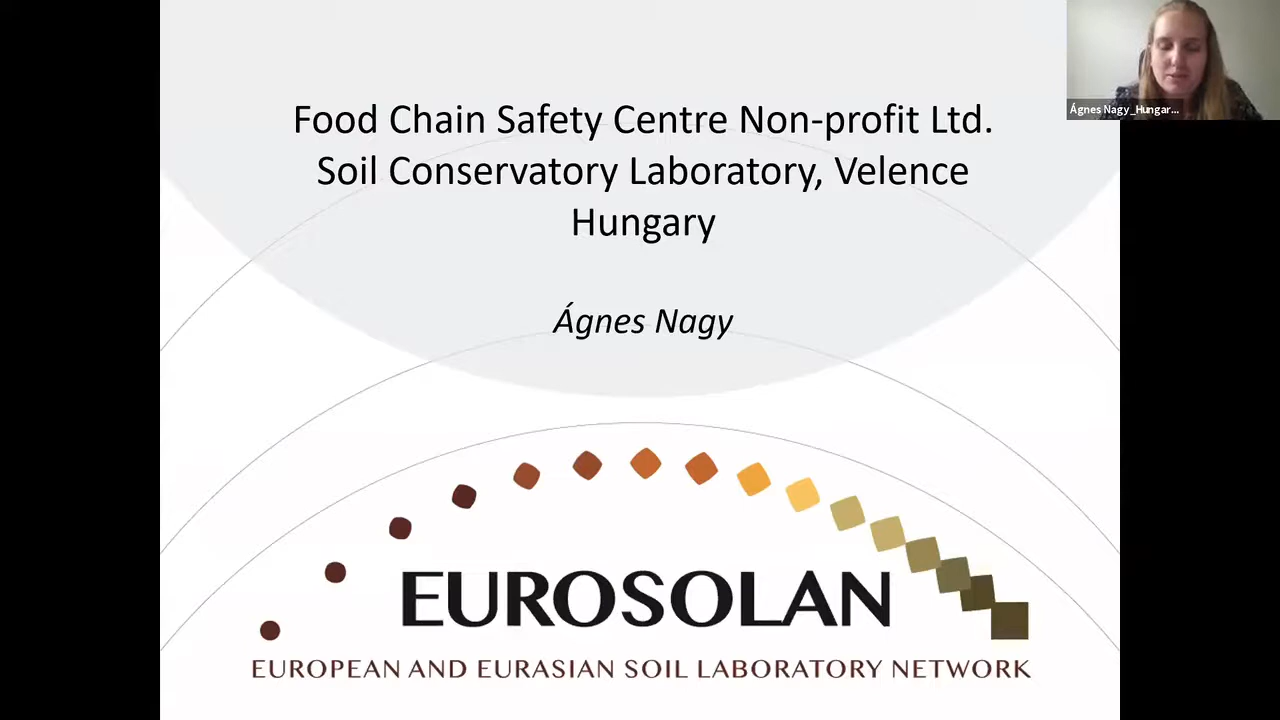 Food Chain Safety Centre Non-profit Ltd.
Soil Conservatory Laboratory, Velence
Hungary
Ágnes Nagy
Ágnes Nagy_Hungar...
EUROSOLAN
EUROPEAN AND EURASIAN SOIL LABORATORY NETWORK